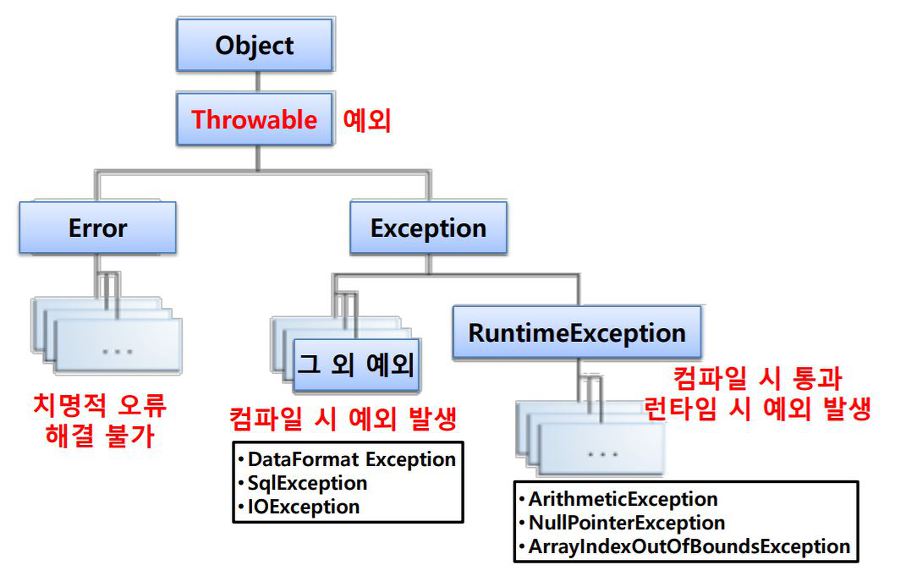 Object
Throwable 예외
Error
Exception
...
그 외 예외
RuntimeException
치명적 오류
해결 불가
컴파일 시 예외 발생
컴파일 시 통과
런타임 시 예외 발생
...
• DataFormat Exception
• SqlException
• IOException
• ArithmeticException
• NullPointerException
• ArrayIndexOutOfBoundsException